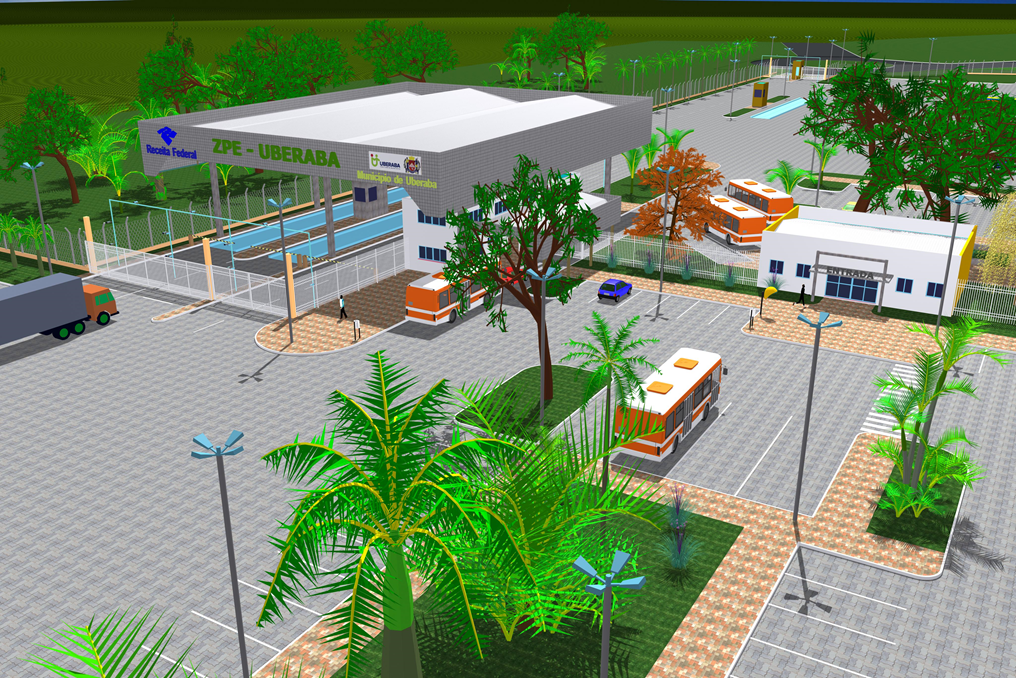 Receita Federal
ZPE - UBERABA
UBERABA
Município de Uberaba
ENTRADA